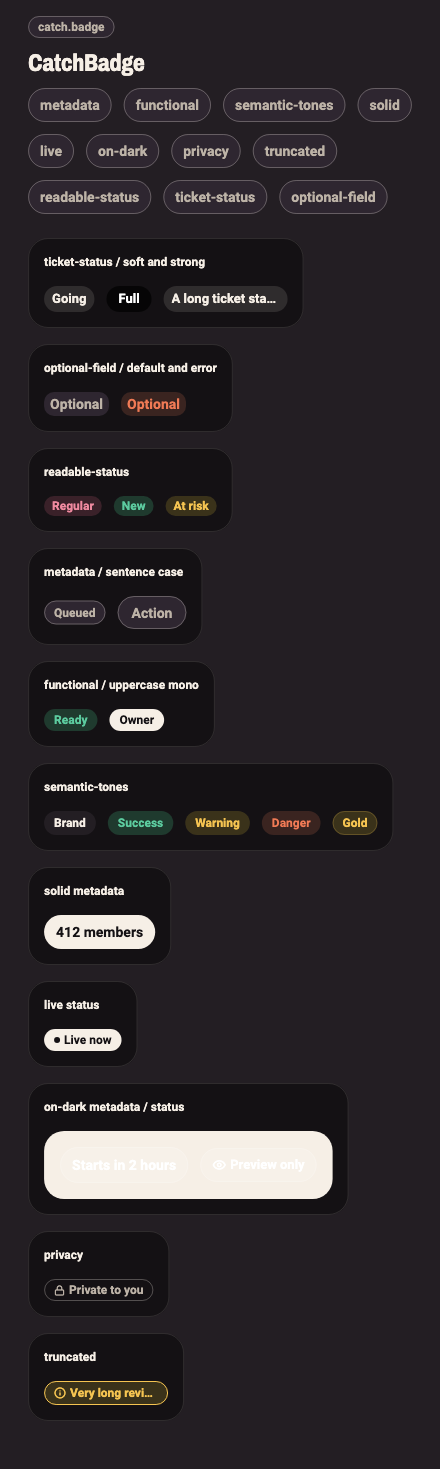 catch.badge
CatchBadge
metadata functional semantic-tones solid
live on-dark privacy truncated
readable-status ticket-status optional-field
ticket-status / soft and strong
Going Full A long ticket sta...
optional-field / default and error
Optional Optional
readable-status
Regular New At risk
metadata / sentence case
Queued Action
functional / uppercase mono
Ready Owner
semantic-tones
Brand Success Warning Danger Gold
solid metadata
412 members
live status
Live now
on-dark metadata / status
Starts in 2 hours Preview only
privacy
Private to you
truncated
Very long revi...